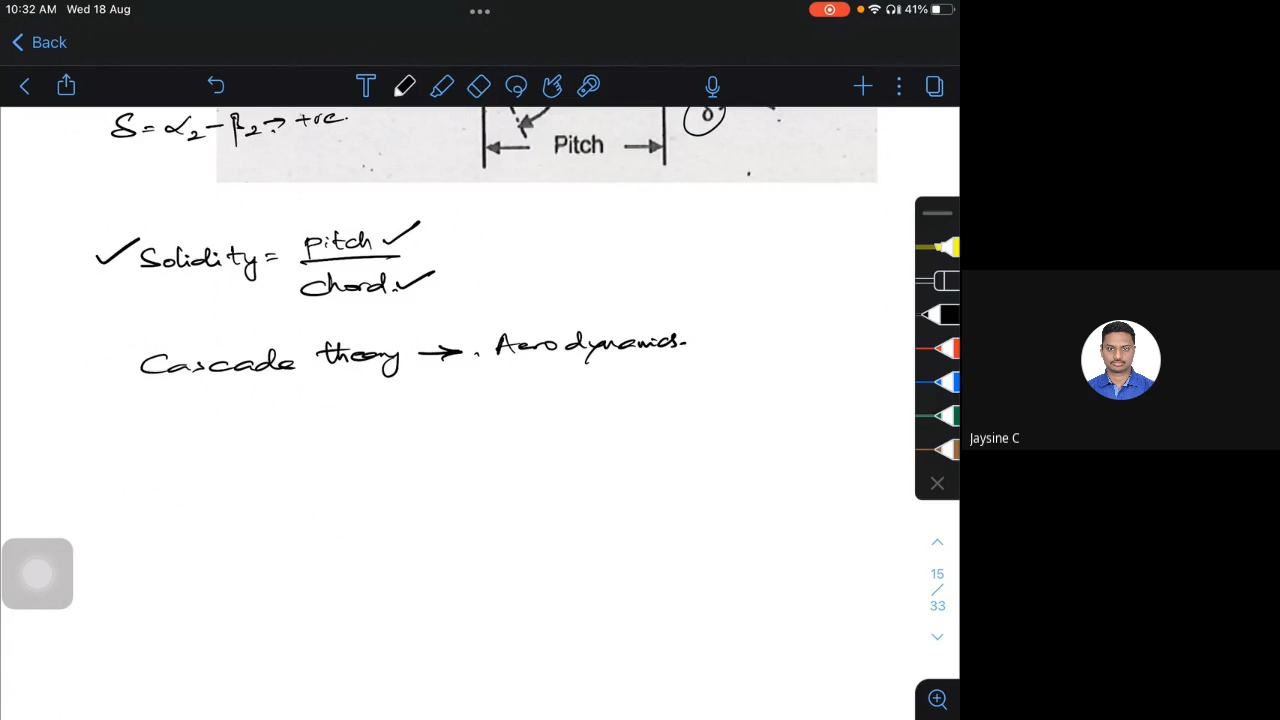 10:32 AM Wed 18 Aug
41%
Back
T
δ = α₂ - β₂ → +ve.
Pitch
δ
Solidity = pitch
chord.
Cascade theory → Aerodynamics.
15
/
33
Jaysine C